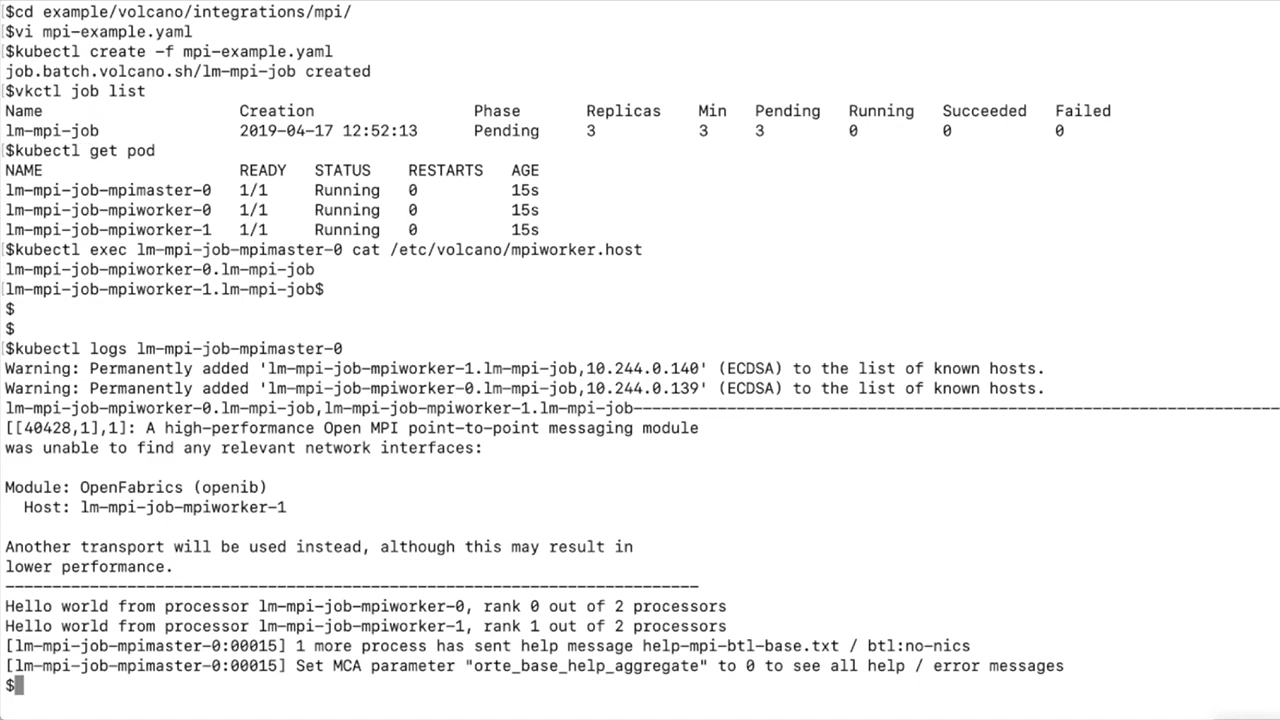 $cd example/volcano/integrations/mpi/
$vi mpi-example.yaml
$kubectl create -f mpi-example.yaml
job.batch.volcano.sh/lm-mpi-job created
$vkctl job list
Name Creation Phase Replicas Min Pending Running Succeeded Failed
lm-mpi-job 2019-04-17 12:52:13 Pending 3 3 3 0 0 0
$kubectl get pod
NAME READY STATUS RESTARTS AGE
lm-mpi-job-mpimaster-0 1/1 Running 0 15s
lm-mpi-job-mpiworker-0 1/1 Running 0 15s
lm-mpi-job-mpiworker-1 1/1 Running 0 15s
$kubectl exec lm-mpi-job-mpimaster-0 cat /etc/volcano/mpiworker.host
lm-mpi-job-mpiworker-0.lm-mpi-job
lm-mpi-job-mpiworker-1.lm-mpi-job$
$
$
$kubectl logs lm-mpi-job-mpimaster-0
Warning: Permanently added 'lm-mpi-job-mpiworker-1.lm-mpi-job,10.244.0.140' (ECDSA) to the list of known hosts.
Warning: Permanently added 'lm-mpi-job-mpiworker-0.lm-mpi-job,10.244.0.139' (ECDSA) to the list of known hosts.
lm-mpi-job-mpiworker-0.lm-mpi-job,lm-mpi-job-mpiworker-1.lm-mpi-job---------------------------------------------------------------------
[[40428,1],1]: A high-performance Open MPI point-to-point messaging module
was unable to find any relevant network interfaces:
Module: OpenFabrics (openib)
Host: lm-mpi-job-mpiworker-1
Another transport will be used instead, although this may result in
lower performance.
--------------------------------------------------------------------------
Hello world from processor lm-mpi-job-mpiworker-0, rank 0 out of 2 processors
Hello world from processor lm-mpi-job-mpiworker-1, rank 1 out of 2 processors
[lm-mpi-job-mpimaster-0:00015] 1 more process has sent help message help-mpi-btl-base.txt / btl:no-nics
[lm-mpi-job-mpimaster-0:00015] Set MCA parameter "orte_base_help_aggregate" to 0 to see all help / error messages
$